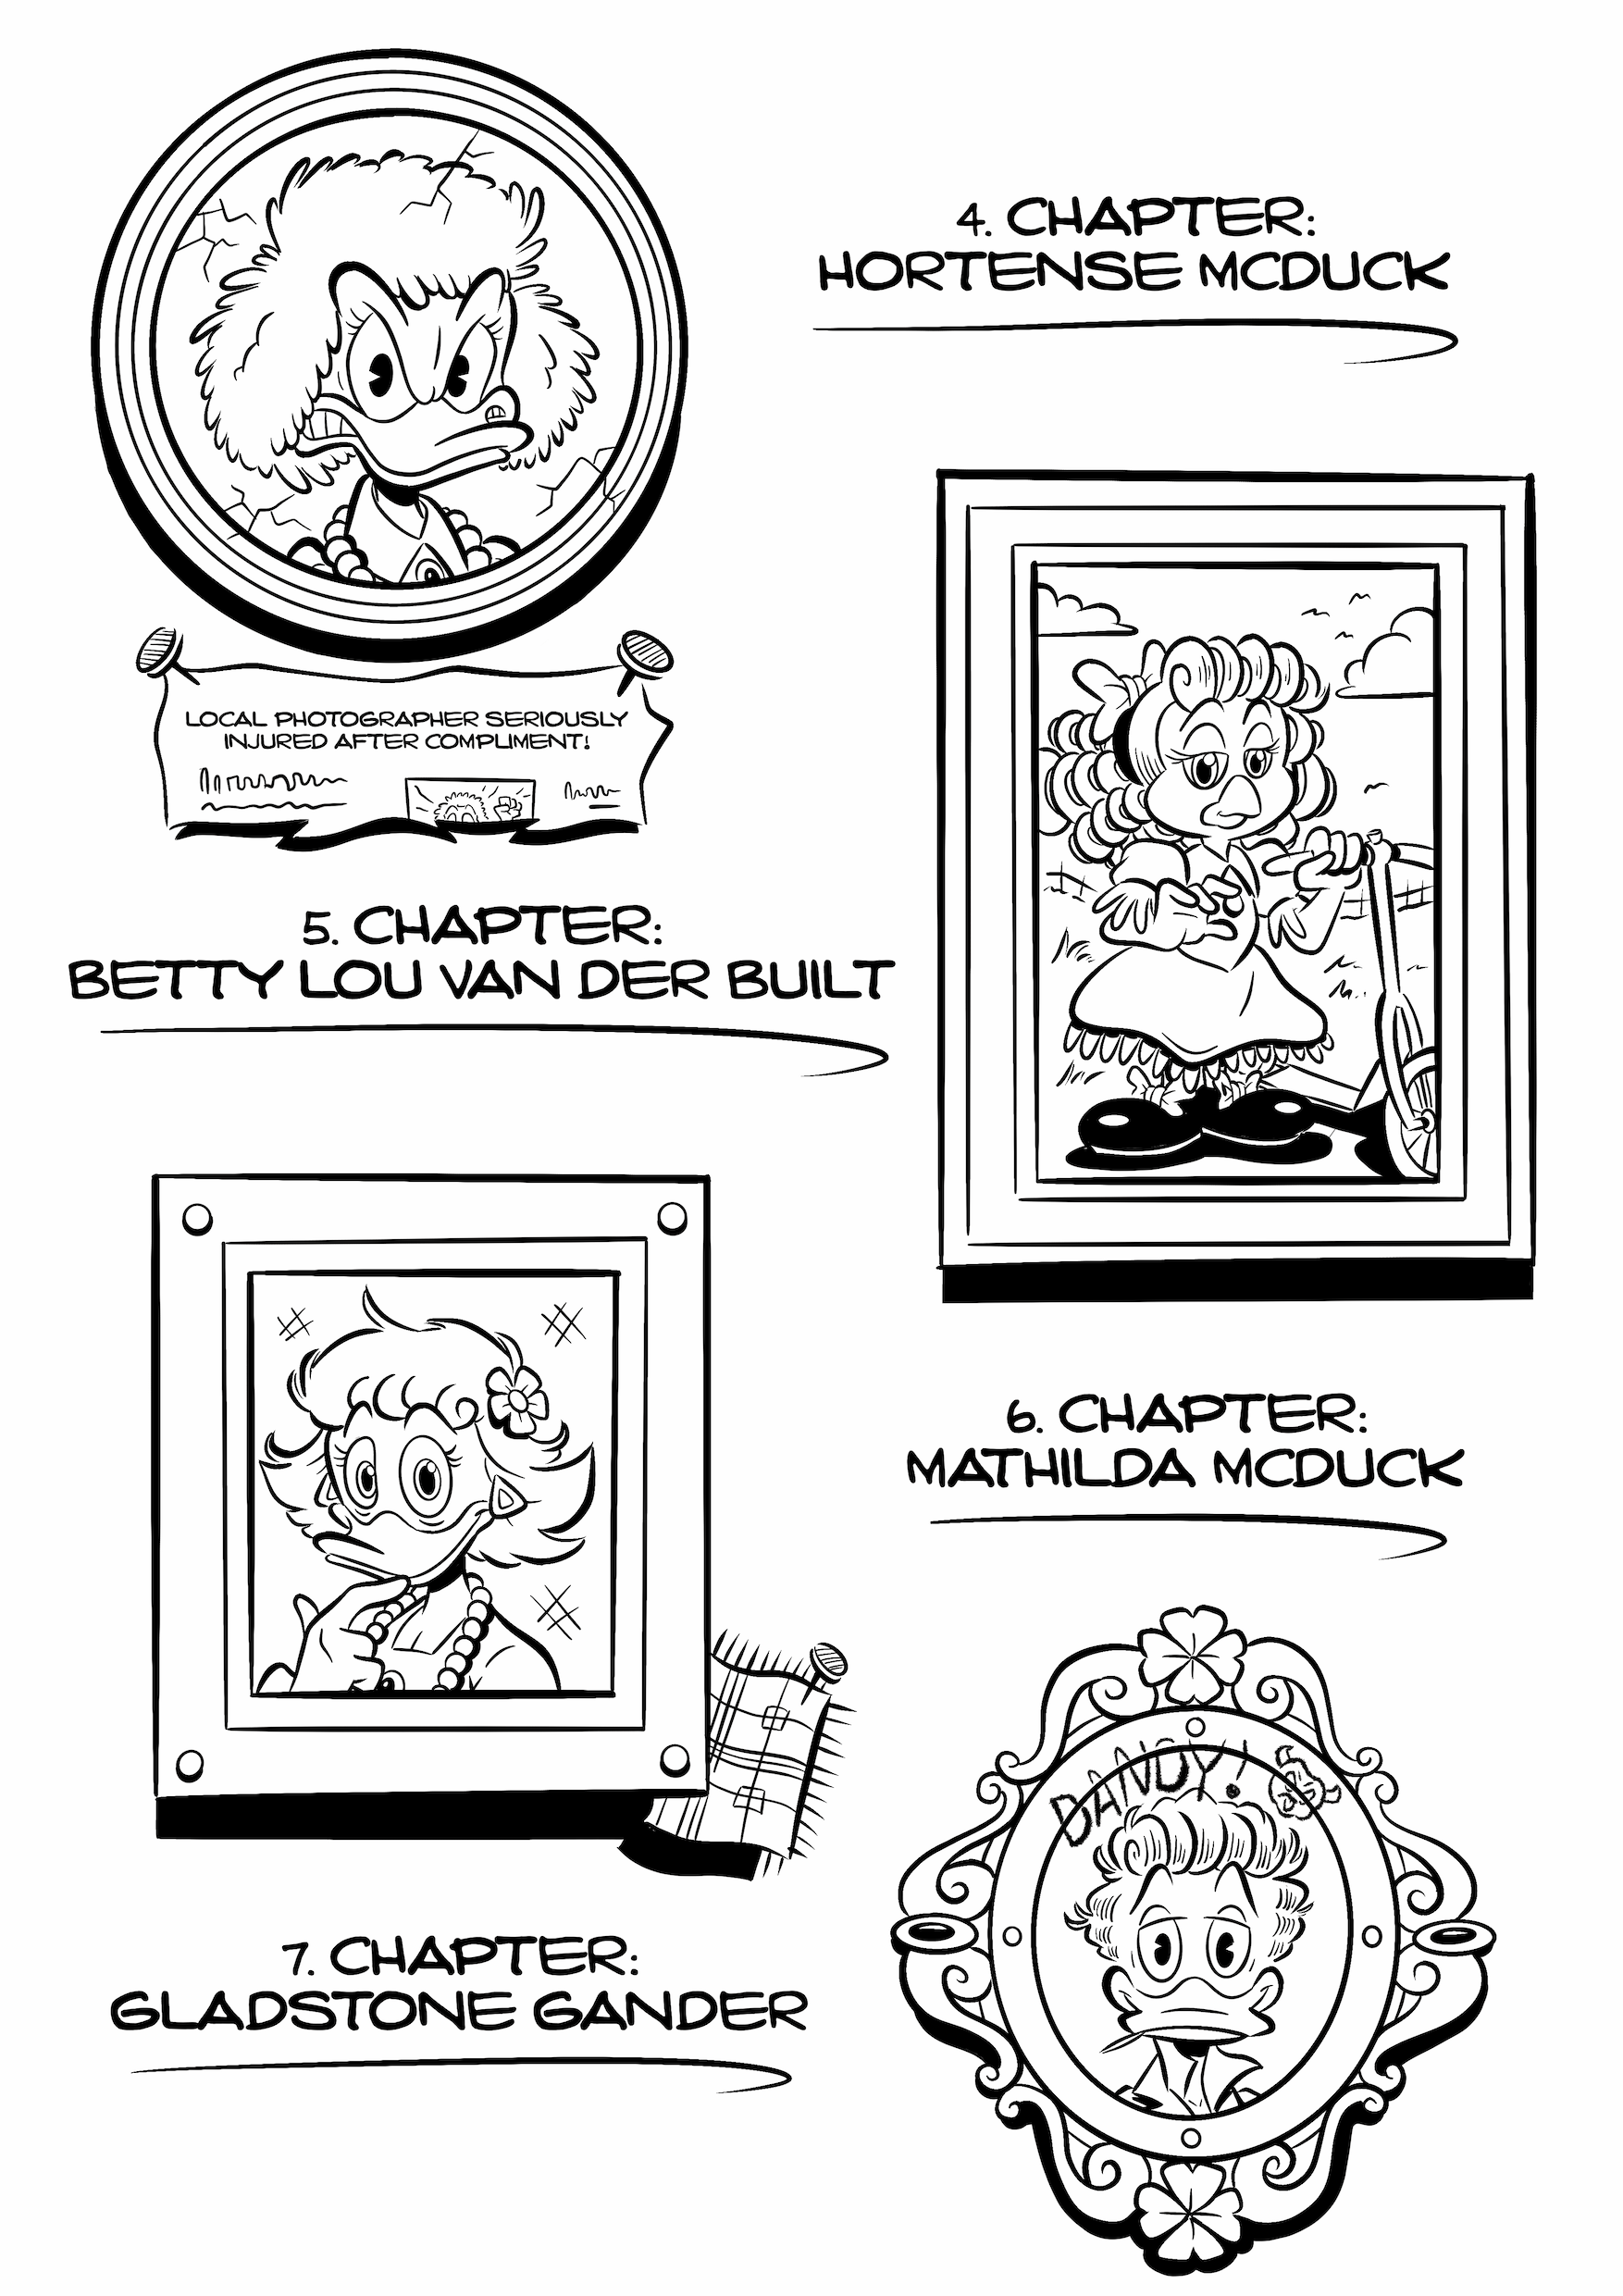 4. CHAPTER:
HORTENSE MCDUCK
LOCAL PHOTOGRAPHER SERIOUSLY
INJURED AFTER COMPLIMENT!
5. CHAPTER:
BETTY LOU VAN DER BUILT
6. CHAPTER:
MATHILDA MCDUCK
DANDY!
7. CHAPTER:
GLADSTONE GANDER